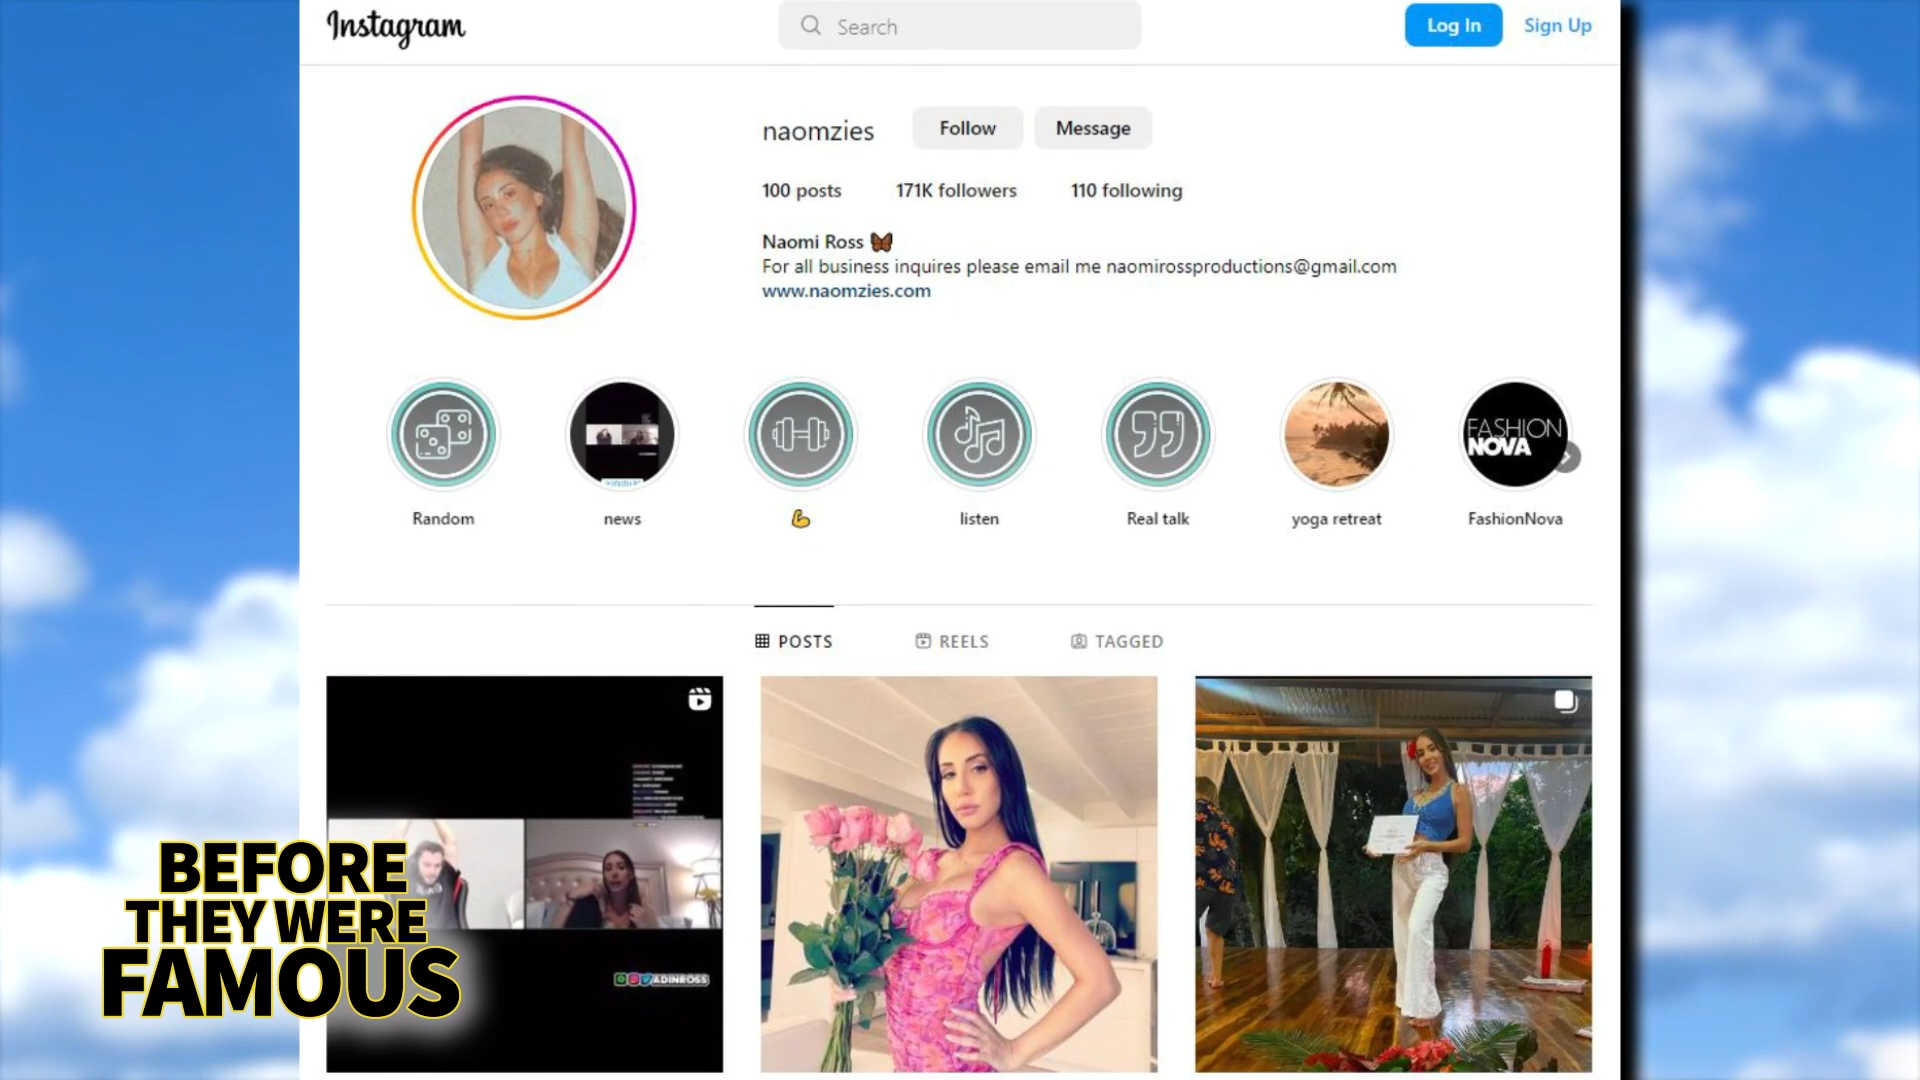 Instagram
Search
Log In
Sign Up
naomzies
Follow
Message
100 posts
171K followers
110 following
Naomi Ross 🦋
For all business inquires please email me naomirossproductions@gmail.com
www.naomzies.com
FASHION
NOVA
Random
news
💪
listen
Real talk
yoga retreat
FashionNova
POSTS
REELS
TAGGED
ADINROSS
BEFORE
THEY WERE
FAMOUS